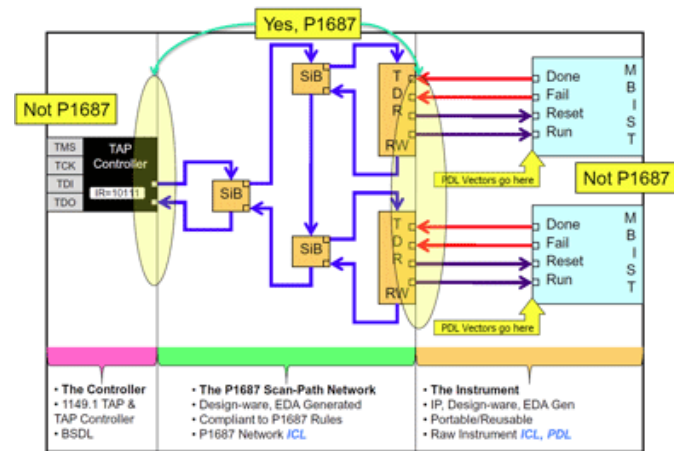 Yes, P1687
Not P1687
TMS
TCK
TDI
TDO
TAP
Controller
IR=10111
SiB
SiB
SiB
T
D
R
RW
T
D
R
RW
Done
Fail
Reset
Run
M
B
I
S
T
PDL Vectors go here
Not P1687
Done
Fail
Reset
Run
M
B
I
S
T
PDL Vectors go here
• The Controller
• 1149.1 TAP &
TAP Controller
• BSDL
• The P1687 Scan-Path Network
• Design-ware, EDA Generated
• Compliant to P1687 Rules
• P1687 Network ICL
• The Instrument
• IP, Design-ware, EDA Gen
• Portable/Reusable
• Raw Instrument ICL, PDL